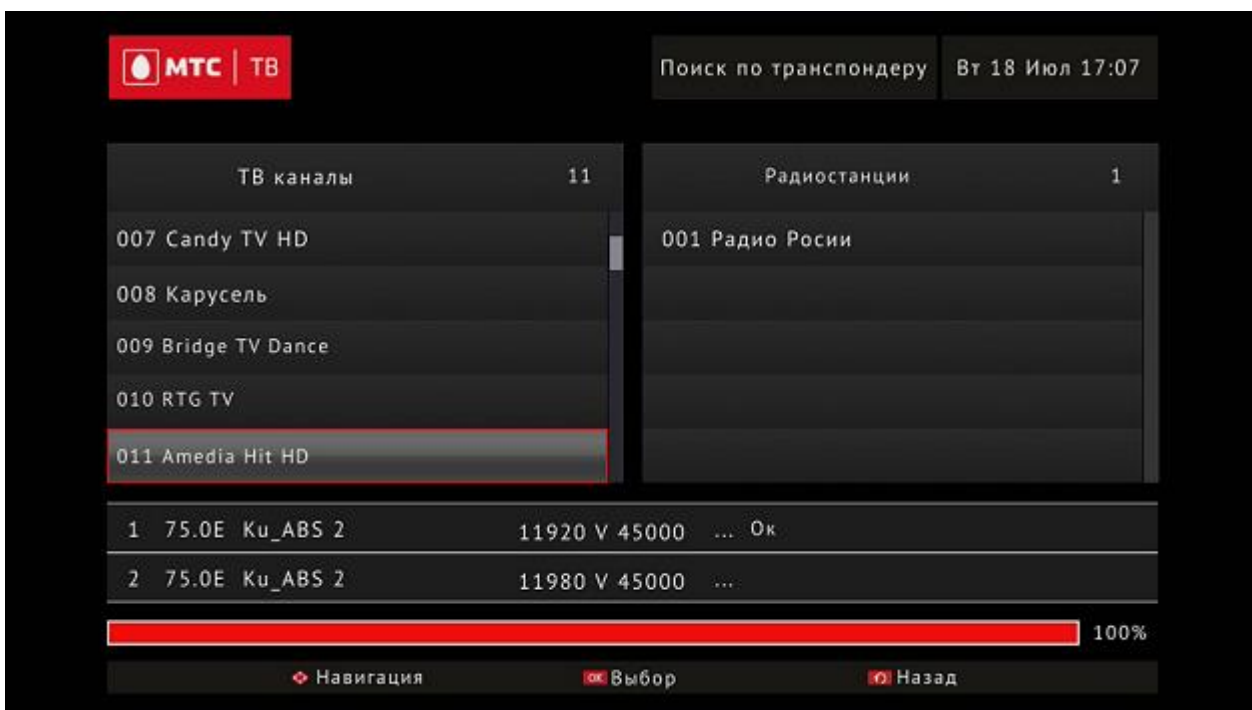 МТС | ТВ
Поиск по транспондеру
Вт 18 Июл 17:07
ТВ каналы 11
007 Candy TV HD
008 Карусель
009 Bridge TV Dance
010 RTG TV
011 Amedia Hit HD
Радиостанции 1
001 Радио Росии
1 75.0E Ku_ABS 2 11920 V 45000 ... Ок
2 75.0E Ku_ABS 2 11980 V 45000 ...
100%
Навигация OK Выбор Назад